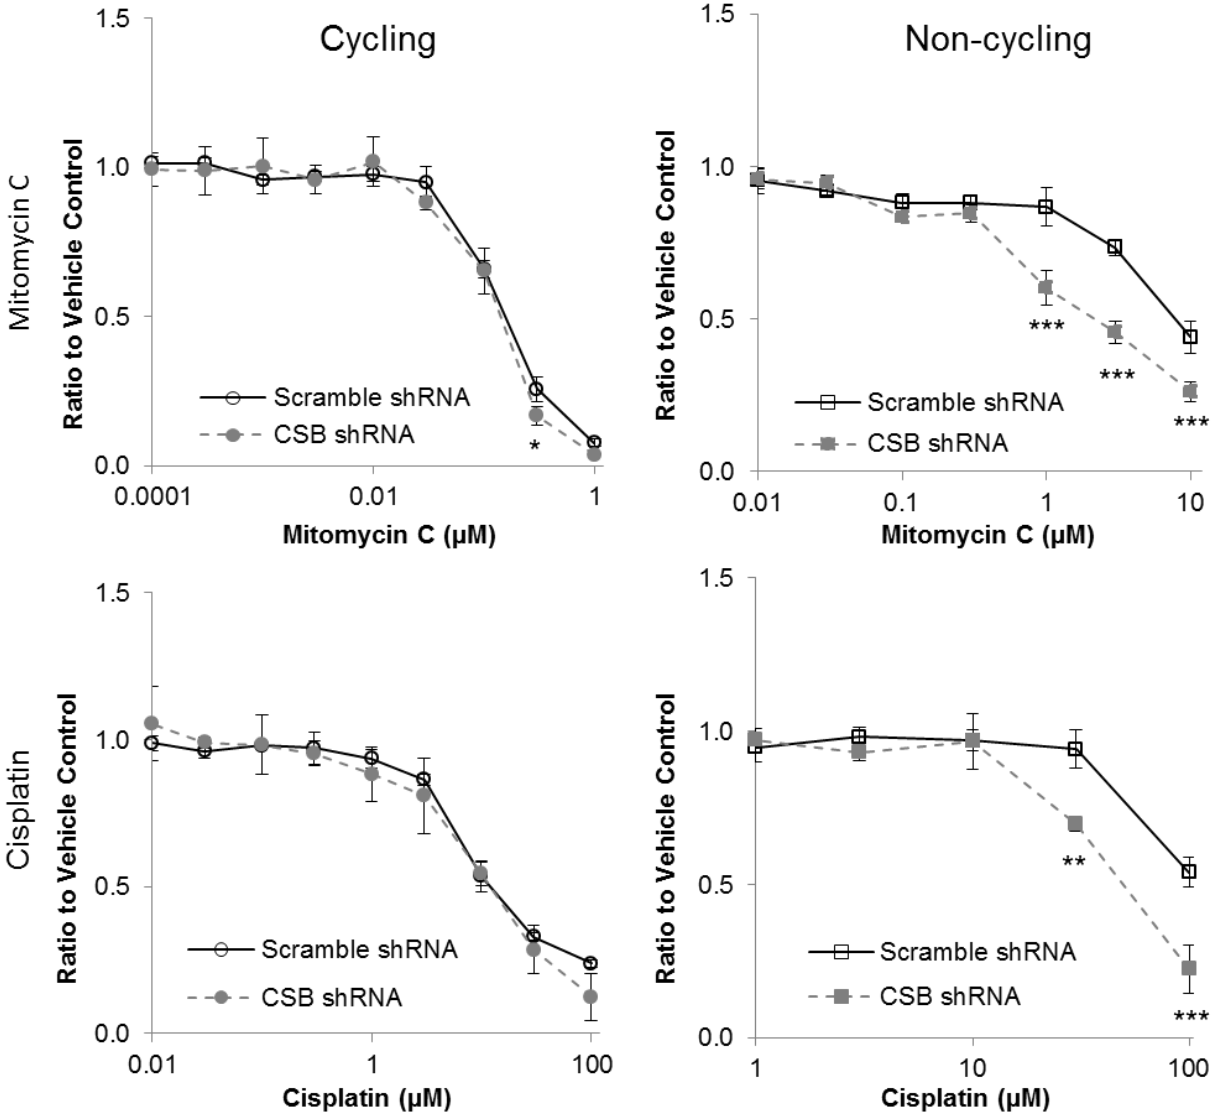 Cycling
Non-cycling
Mitomycin C
Ratio to Vehicle Control
1.5
1.0
0.5
0.0
Scramble shRNA
CSB shRNA
*
0.0001
0.01
1
Mitomycin C (µM)
Ratio to Vehicle Control
1.5
1.0
0.5
0.0
***
***
***
Scramble shRNA
CSB shRNA
0.01
0.1
1
10
Mitomycin C (µM)
Cisplatin
Ratio to Vehicle Control
1.5
1.0
0.5
0.0
Scramble shRNA
CSB shRNA
0.01
1
100
Cisplatin (µM)
Ratio to Vehicle Control
1.5
1.0
0.5
0.0
**
***
Scramble shRNA
CSB shRNA
1
10
100
Cisplatin (µM)